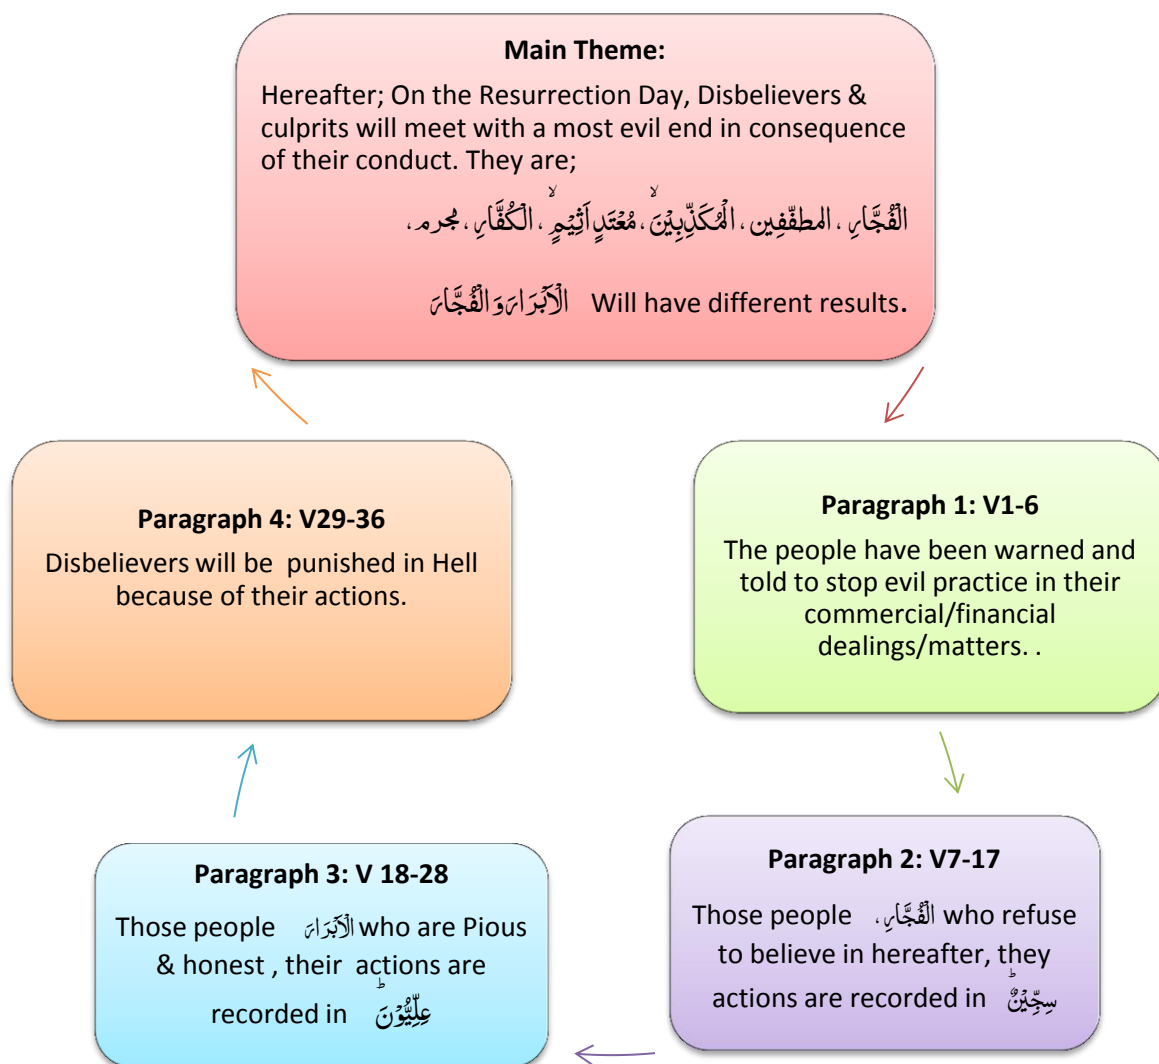 Main Theme:
Hereafter; On the Resurrection Day, Disbelievers &
culprits will meet with a most evil end in consequence
of their conduct. They are;
الْفُجَّارِ ، المطفّفِين ، الْمُكَذِّبِيْنَ ۙ ، مُعْتَدٍ اَثِيْمٍ ۙ ، الْكُفَّارِ ، مجرم ،
الْاَبْرَارَ وَ الْفُجَّارَ Will have different results.
Paragraph 1: V1-6
The people have been warned and
told to stop evil practice in their
commercial/financial
dealings/matters. .
Paragraph 2: V7-17
Those people الْفُجَّارِ ، who refuse
to believe in hereafter, they
actions are recorded in سِجِّيْنٌ ؕ
Paragraph 3: V 18-28
Those people الْاَبْرَارَ who are Pious
& honest , their actions are
recorded in عِلِّيُّوْنَ ؕ
Paragraph 4: V29-36
Disbelievers will be punished in Hell
because of their actions.